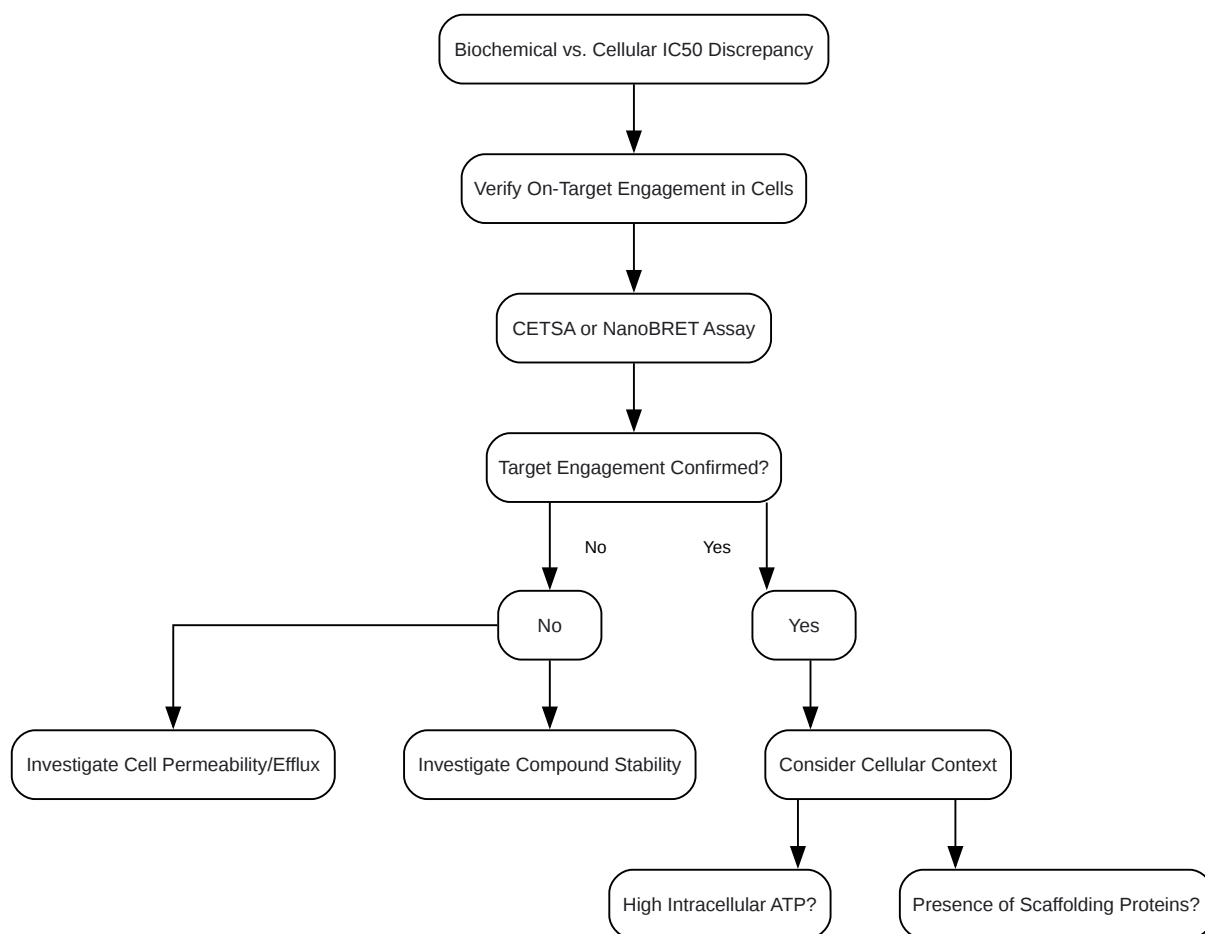 Biochemical vs. Cellular IC50 Discrepancy
Verify On-Target Engagement in Cells
CETSA or NanoBRET Assay
Target Engagement Confirmed?
No
Yes
No
Yes
Investigate Cell Permeability/Efflux
Investigate Compound Stability
Consider Cellular Context
High Intracellular ATP?
Presence of Scaffolding Proteins?